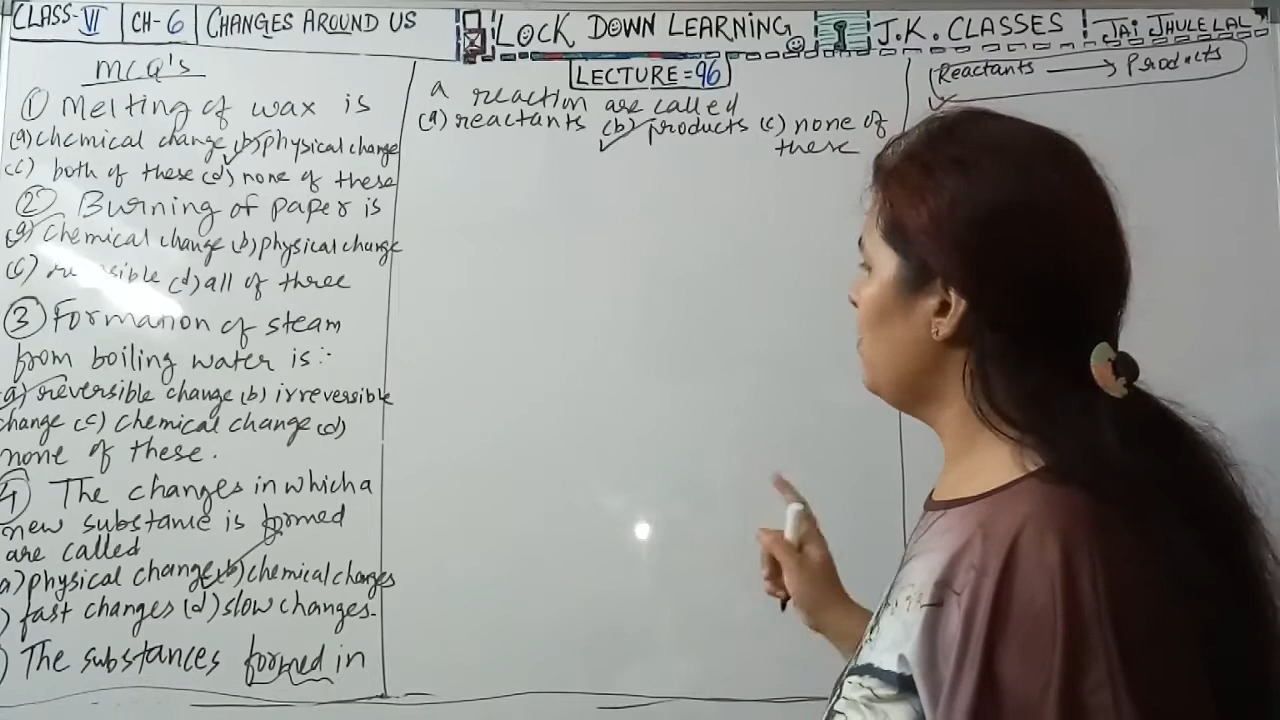 CLASS-VI CH-6 CHANGES AROUND US LOCK DOWN LEARNING J.K. CLASSES JAI JHULELAL
LECTURE=96
MCQ's
① Melting of wax is
(a) chemical change (b) physical change
(c) both of these (d) none of these
② Burning of paper is
(a) chemical change (b) physical change
(c) reversible (d) all of three
③ Formation of steam
from boiling water is:-
(a) reversible change (b) irreversible
change (c) chemical change (d)
none of these.
④ The changes in which a
new substance is formed
are called
a) physical change (b) chemical changes
) fast changes (d) slow changes.
) The substances formed in
a reaction are called
(a) reactants (b) products (c) none of
these
Reactants → Products